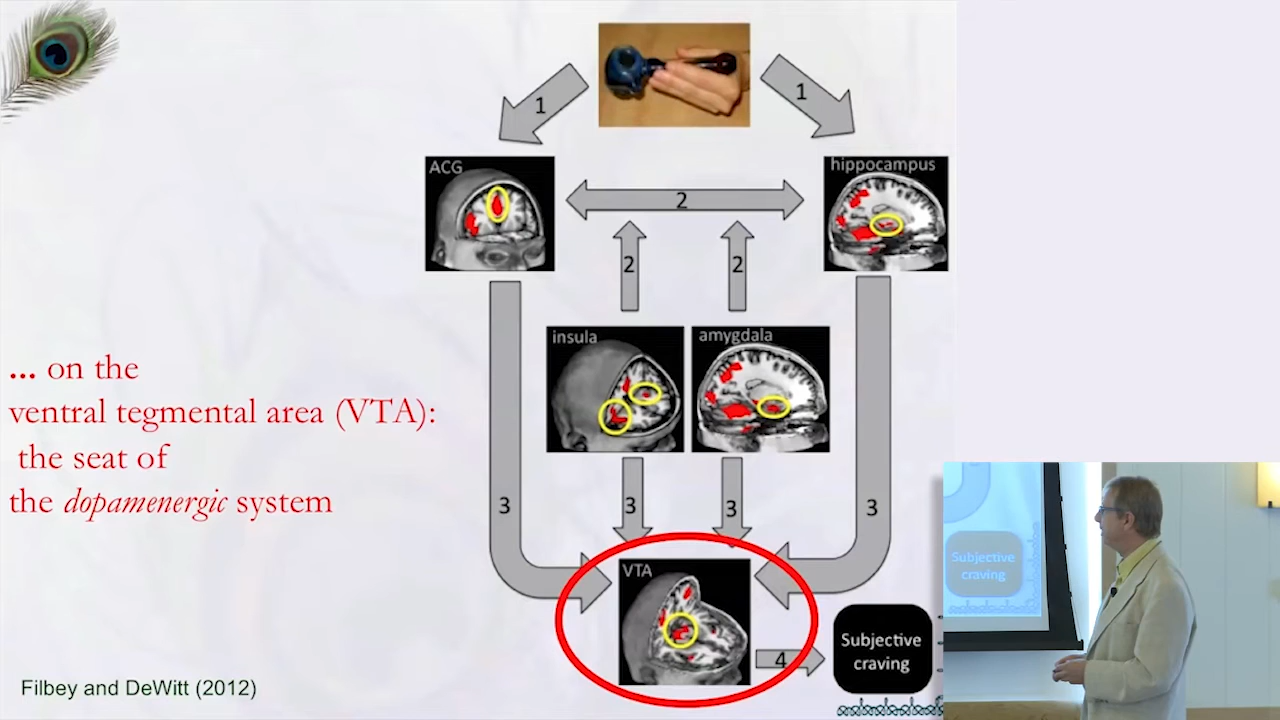 1
1
ACG
hippocampus
2
2
2
insula
amygdala
... on the
ventral tegmental area (VTA):
the seat of
the dopamenergic system
3
3
3
3
VTA
4
Subjective
craving
Filbey and DeWitt (2012)
Subjective
craving